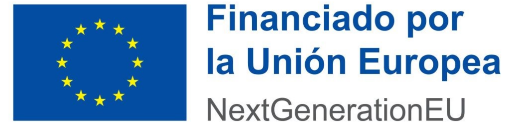 Financiado por
la Unión Europea
NextGenerationEU